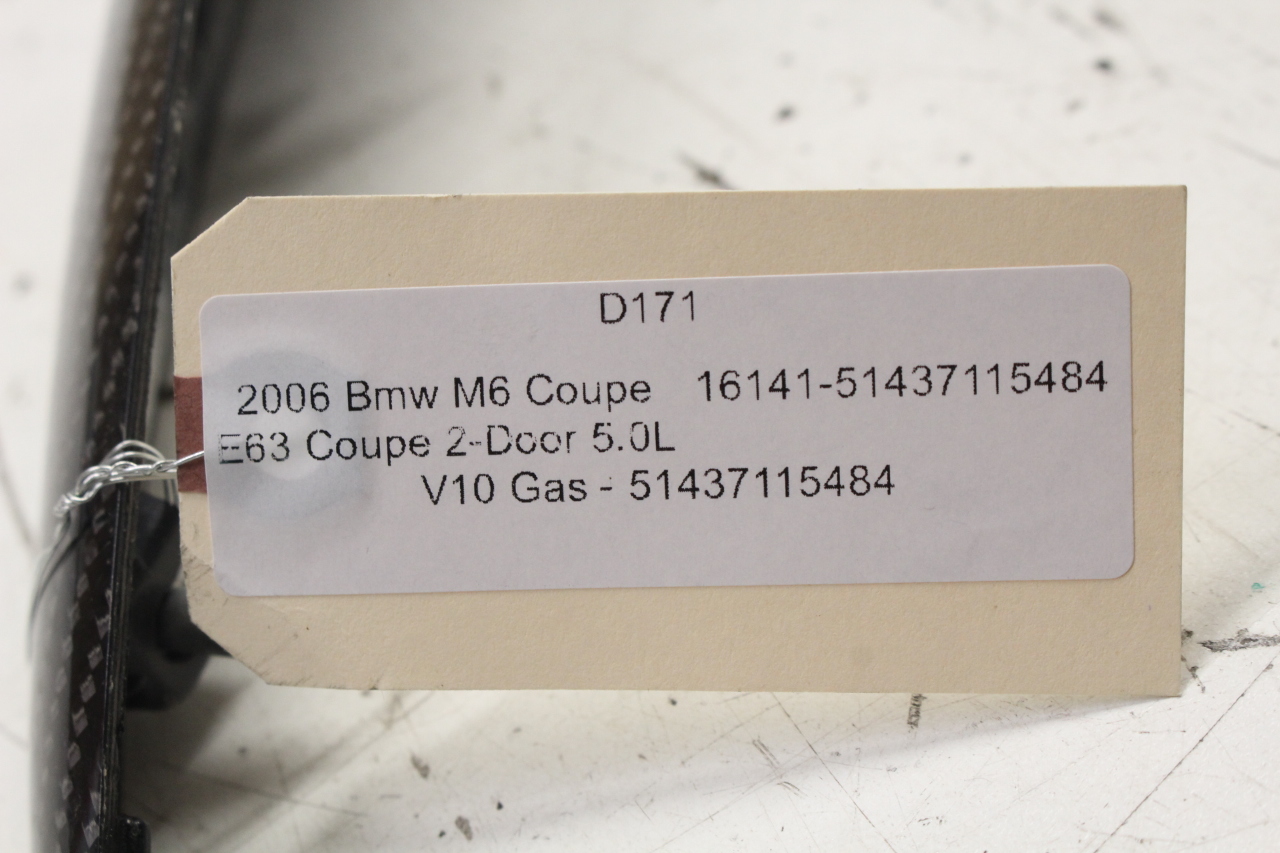 D171
2006 Bmw M6 Coupe 16141-51437115484
E63 Coupe 2-Door 5.0L
V10 Gas - 51437115484